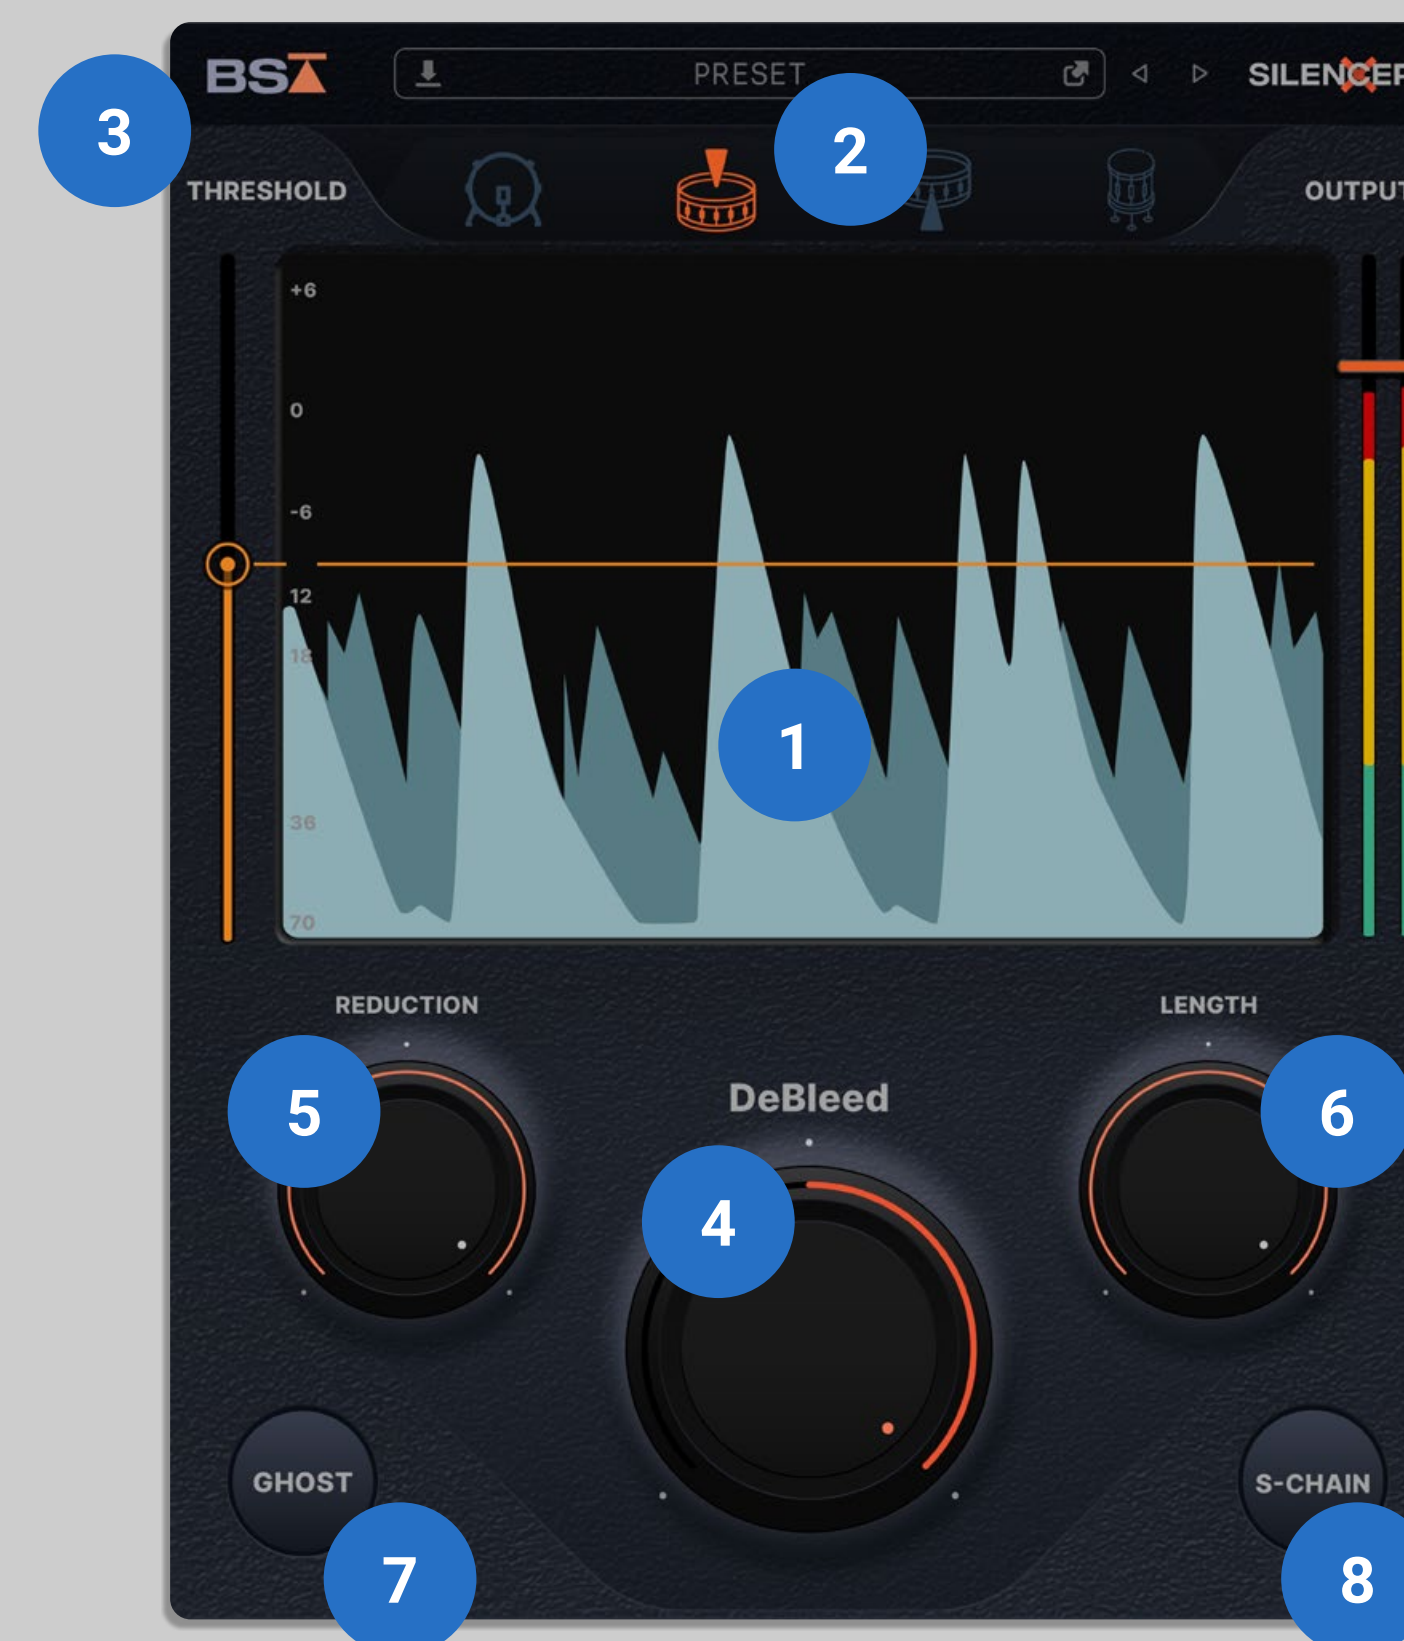 BSA
PRESET
SILENCER
3
2
THRESHOLD
OUTPUT
+6
0
-6
12
18
1
36
70
REDUCTION
LENGTH
5
DeBleed
6
4
GHOST
S-CHAIN
7
8